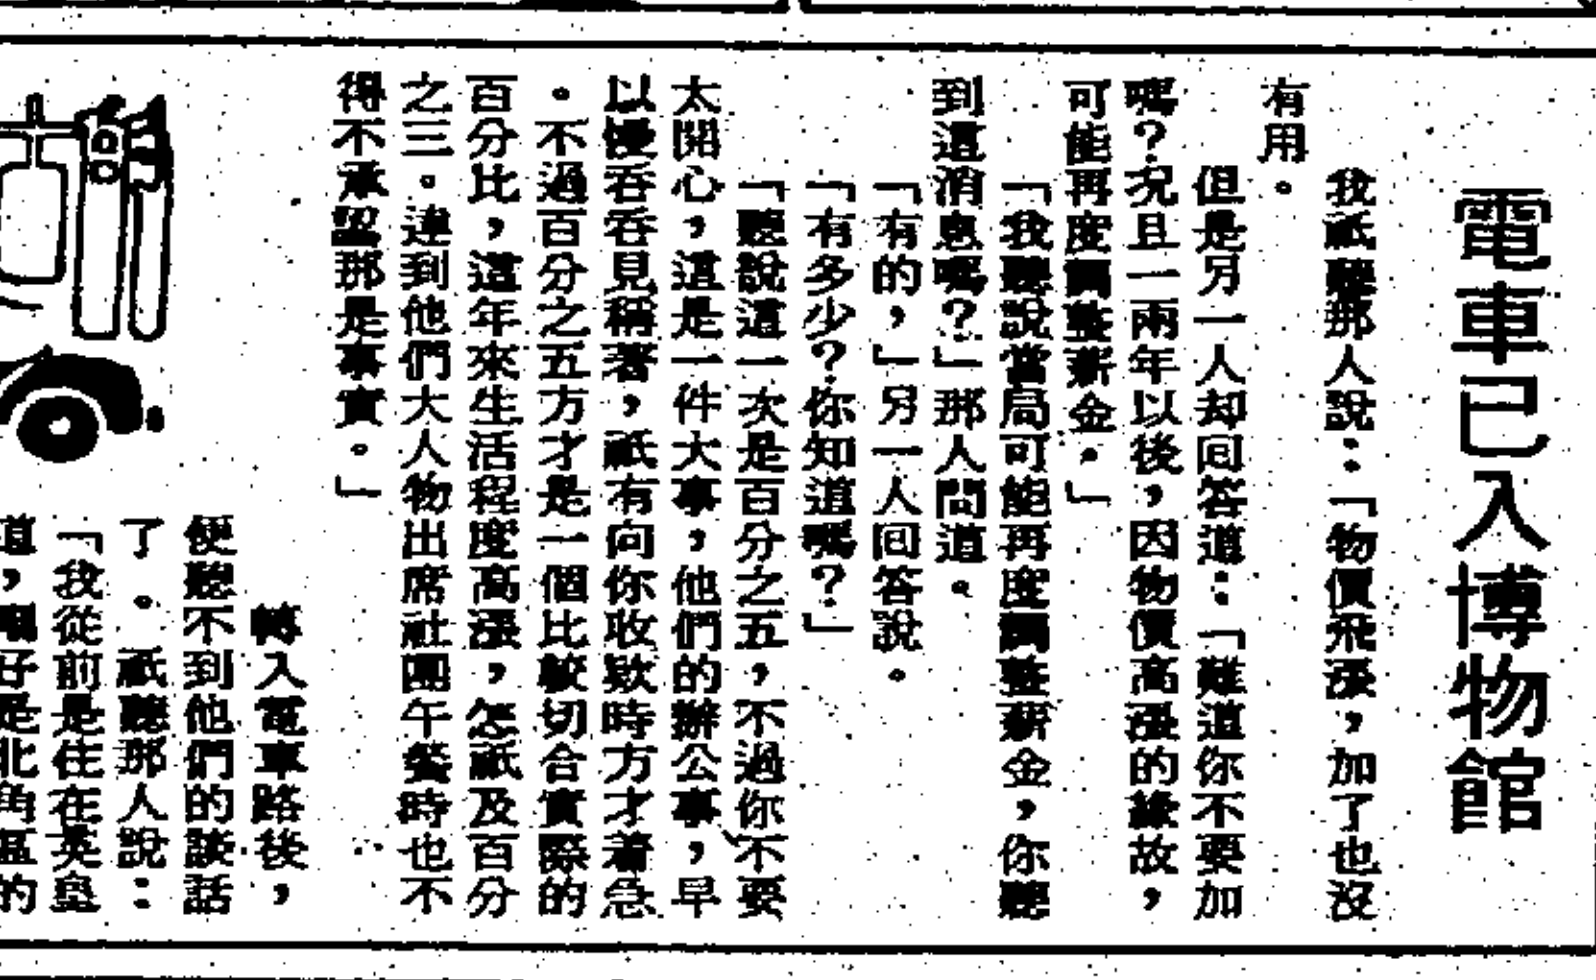 電車已入博物館
我祇聽那人說：「物價飛漲，加了也沒
有用。
但是另一人却回答道：「難道你不要加
嗎？況且一兩年以後，因物價高漲的緣故，
可能再度調整薪金。」
「我聽說當局可能再度調整薪金，你聽
到這消息嗎？」那人問道。
「有的，」另一人回答說。
「有多少？你知道嗎？」
「聽說這一次是百分之五，不過你不要
太開心，這是一件大事，他們的辦公事，早
以慢吞吞見稱著，祇有向你收欵時方才着急
。不過百分之五方才是一個比較切合實際的
百分比，這年來生活程度高漲，怎祇及百分
之三。連到他們大人物出席社團午餐時也不
得不承認那是事實。」
轉入電車路後，
便聽不到他們的談話
了。祇聽那人說：
「我從前是住在英皇
道，剛好是北角區的